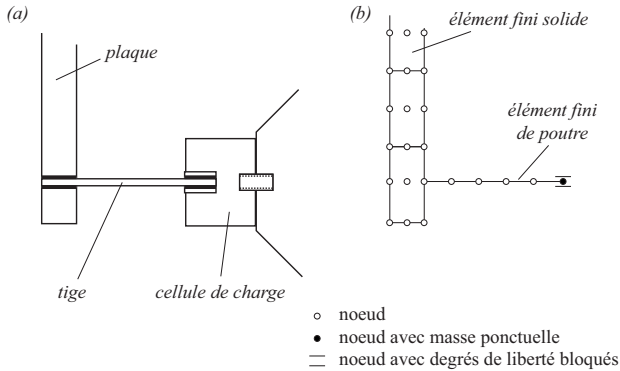 (a)
plaque
tige
cellule de charge
(b)
élément fini solide
élément fini
de poutre
noeud
noeud avec masse ponctuelle
noeud avec degrés de liberté bloqués